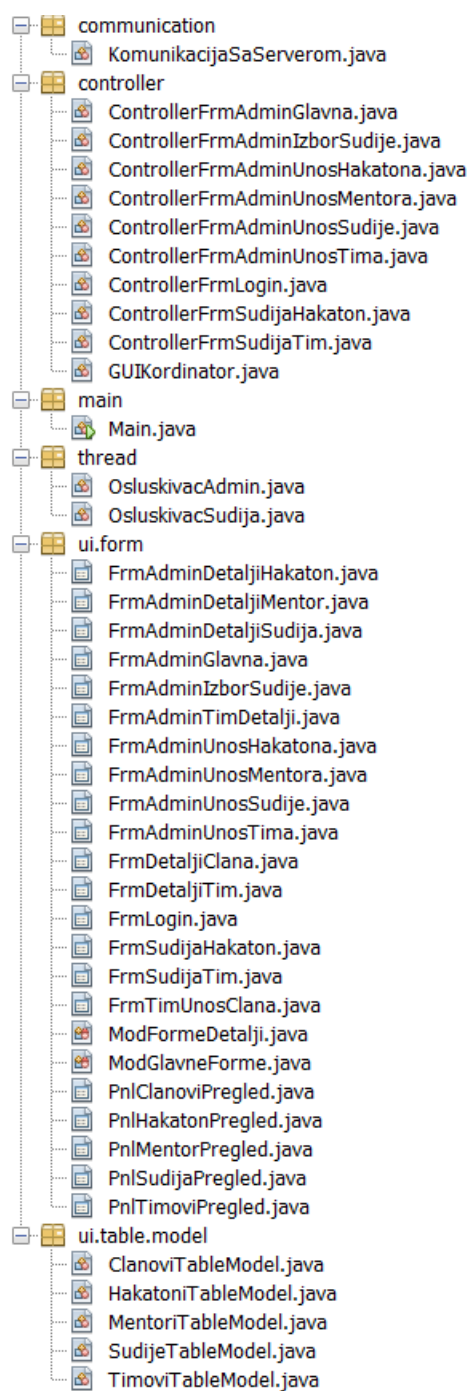 communication
KomunikacijaSaServerom.java
controller
ControllerFrmAdminGlavna.java
ControllerFrmAdminIzborSudije.java
ControllerFrmAdminUnosHakatona.java
ControllerFrmAdminUnosMentora.java
ControllerFrmAdminUnosSudije.java
ControllerFrmAdminUnosTima.java
ControllerFrmLogin.java
ControllerFrmSudijaHakaton.java
ControllerFrmSudijaTim.java
GUIKordinator.java
main
Main.java
thread
OsluskivacAdmin.java
OsluskivacSudija.java
ui.form
FrmAdminDetaljiHakaton.java
FrmAdminDetaljiMentor.java
FrmAdminDetaljiSudija.java
FrmAdminGlavna.java
FrmAdminIzborSudije.java
FrmAdminTimDetalji.java
FrmAdminUnosHakatona.java
FrmAdminUnosMentora.java
FrmAdminUnosSudije.java
FrmAdminUnosTima.java
FrmDetaljiClana.java
FrmDetaljiTim.java
FrmLogin.java
FrmSudijaHakaton.java
FrmSudijaTim.java
FrmTimUnosClana.java
ModFormeDetalji.java
ModGlavneForme.java
PnlClanoviPregled.java
PnlHakatonPregled.java
PnlMentorPregled.java
PnlSudijaPregled.java
PnlTimoviPregled.java
ui.table.model
ClanoviTableModel.java
HakatoniTableModel.java
MentoriTableModel.java
SudijeTableModel.java
TimoviTableModel.java